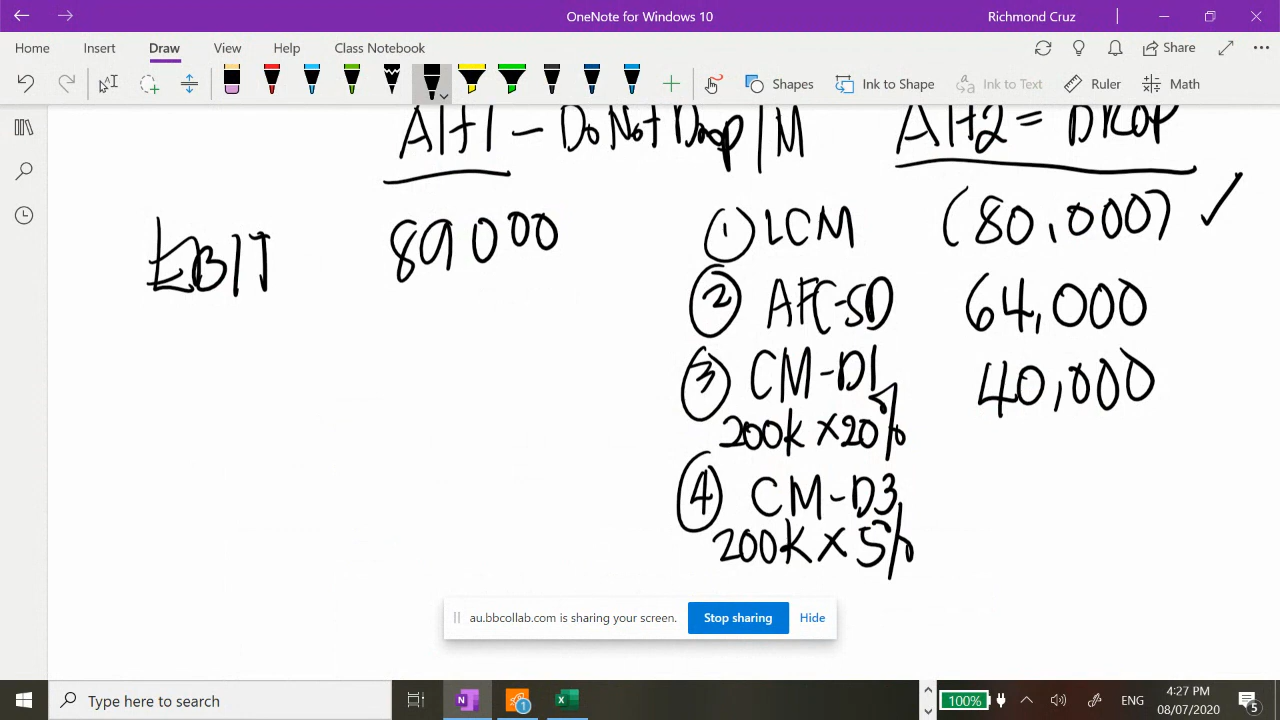 OneNote for Windows 10
Richmond Cruz
Home Insert Draw View Help Class Notebook
Share
Shapes Ink to Shape Ink to Text Ruler Math
Alt1 - Do Not Drop/M
Alt2 = DROP
EBIT 89000
① LCM (80,000) ✓
② AFC-SD 64,000
③ CM-D1 40,000
200K X 20%
④ CM-D3
200K X 5%
au.bbcollab.com is sharing your screen. Stop sharing Hide
Type here to search
1
100%
ENG
4:27 PM
08/07/2020
5